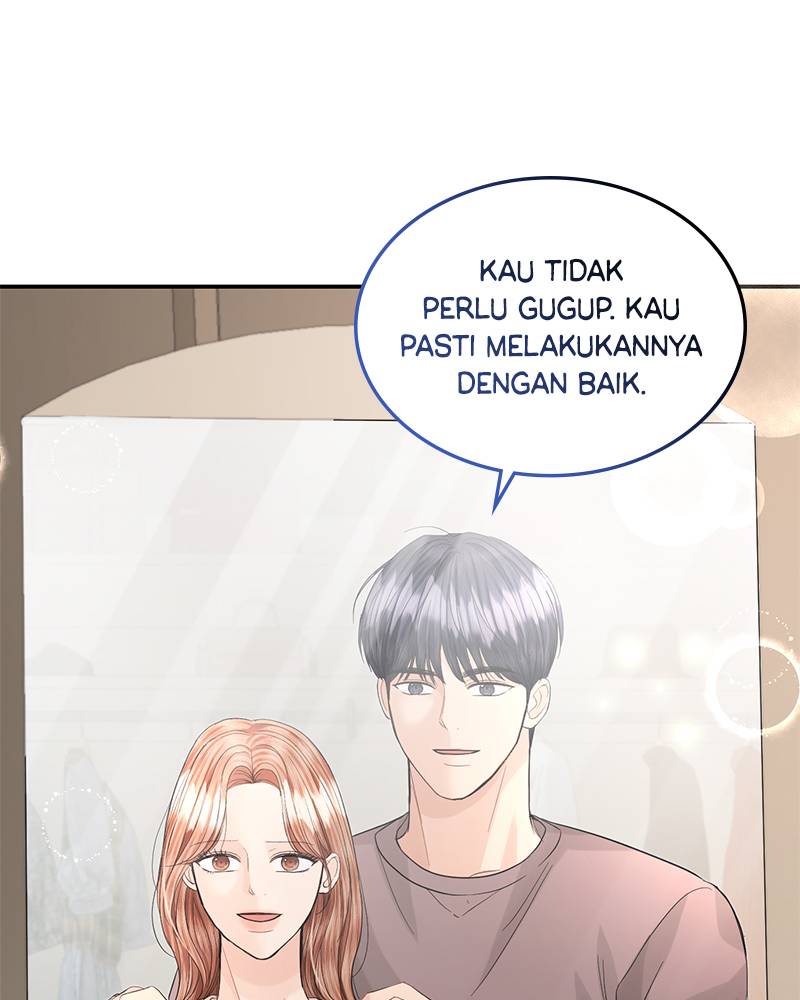 KAU TIDAK
PERLU GUGUP. KAU
PASTI MELAKUKANNYA
DENGAN BAIK.